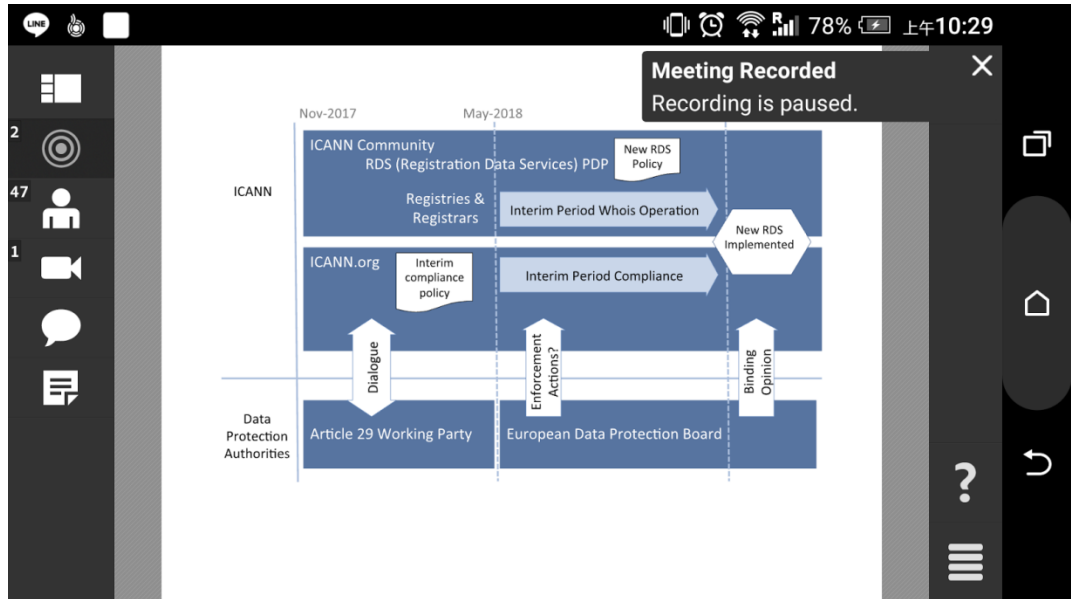 LINE
R
78%
上午10:29
Meeting Recorded
Recording is paused.
2
47
1
?
Nov-2017
May-2018
ICANN
ICANN Community
RDS (Registration Data Services) PDP
New RDS
Policy
Registries &
Registrars
Interim Period Whois Operation
New RDS
Implemented
ICANN.org
Interim
compliance
policy
Interim Period Compliance
Dialogue
Enforcement
Actions?
Binding
Opinion
Data
Protection
Authorities
Article 29 Working Party
European Data Protection Board